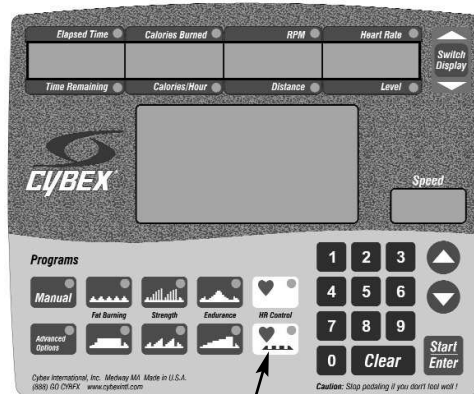 Elapsed Time Calories Burned RPM Heart Rate
Switch
Display
Time Remaining Calories/Hour Distance Level
CYBEX
Speed
Programs
1 2 3
Manual
4 5 6
Fat Burning Strength Endurance HR Control
Advanced
Options
7 8 9
0 Clear
Start
Enter
Cybex International, Inc. Medway MA Made in U.S.A.
(888) GO CYBEX www.cybexintl.com
Caution: Stop pedaling if you don't feel well !